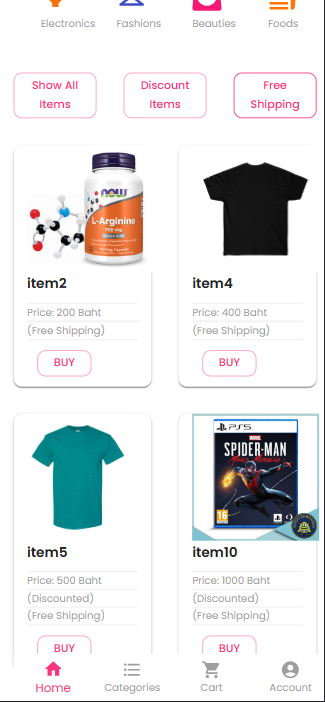 Electronics Fashions Beauties Foods
Show All Discount Free
Items Items Shipping
now
L-Arginine
700 mg
item2
Price: 200 Baht
(Free Shipping)
BUY
item4
Price: 400 Baht
(Free Shipping)
BUY
item5
Price: 500 Baht
(Discounted)
(Free Shipping)
BUY
PS5
MARVEL
SPIDER-MAN
MILES MORALES
16
item10
Price: 1000 Baht
(Discounted)
(Free Shipping)
BUY
Home Categories Cart Account